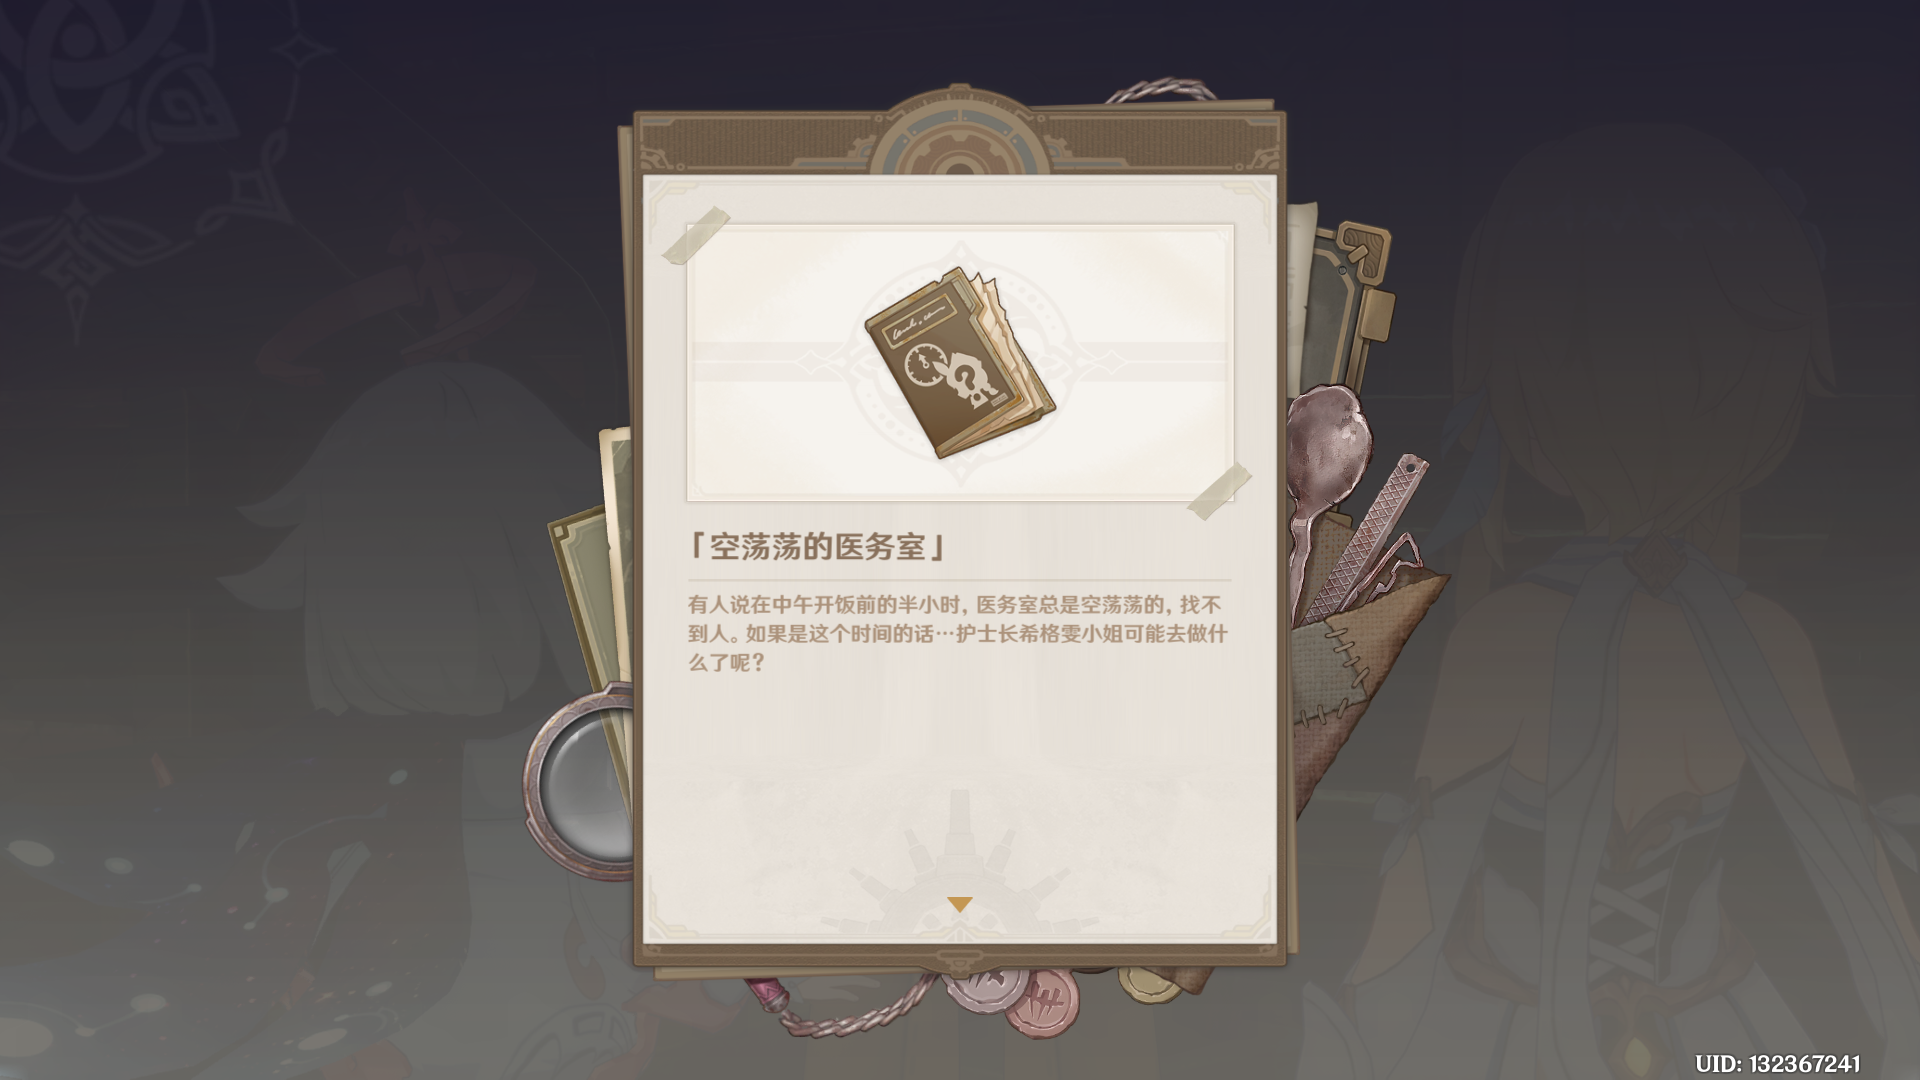 「空荡荡的医务室」
有人说在中午开饭前的半小时，医务室总是空荡荡的，找不
到人。如果是这个时间的话…护士长希格雯小姐可能去做什
么了呢？
UID: 132367241